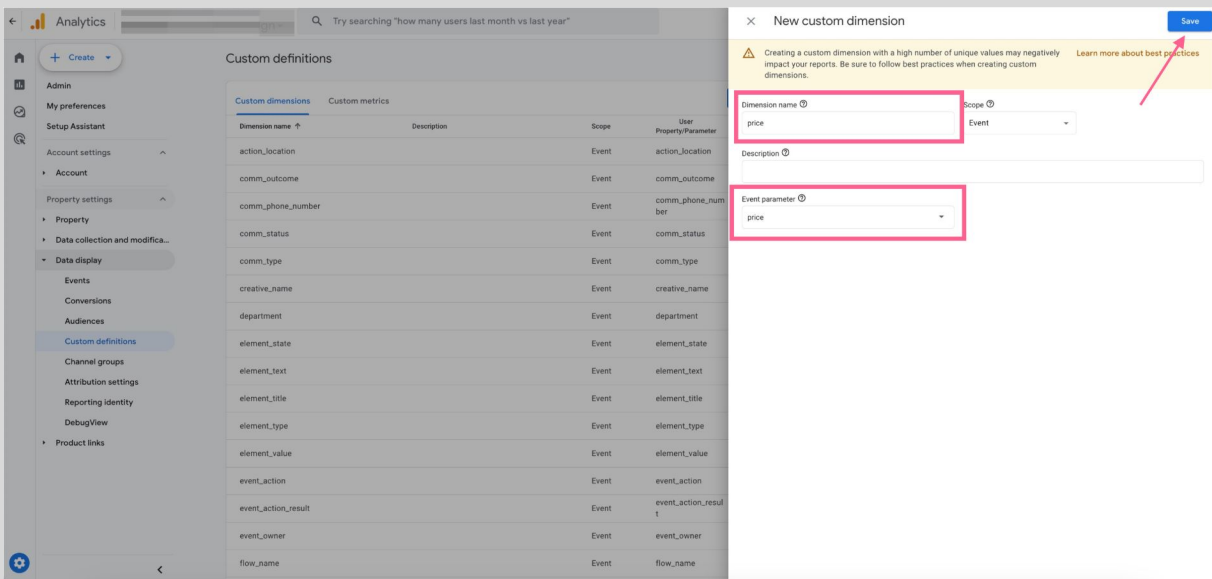 Analytics
Try searching "how many users last month vs last year"
Create
Admin
My preferences
Setup Assistant
Account settings
Account
Property settings
Property
Data collection and modifica...
Data display
Events
Conversions
Audiences
Custom definitions
Channel groups
Attribution settings
Reporting identity
DebugView
Product links
Custom definitions
Custom dimensions Custom metrics
Dimension name Description Scope User
Property/Parameter
action_location Event action_location
comm_outcome Event comm_outcome
comm_phone_number Event comm_phone_num
ber
comm_status Event comm_status
comm_type Event comm_type
creative_name Event creative_name
department Event department
element_state Event element_state
element_text Event element_text
element_title Event element_title
element_type Event element_type
element_value Event element_value
event_action Event event_action
event_action_result Event event_action_resul
t
event_owner Event event_owner
flow_name Event flow_name
New custom dimension
Save
Creating a custom dimension with a high number of unique values may negatively
impact your reports. Be sure to follow best practices when creating custom
dimensions.
Learn more about best practices
Dimension name Scope
price Event
Description
Event parameter
price